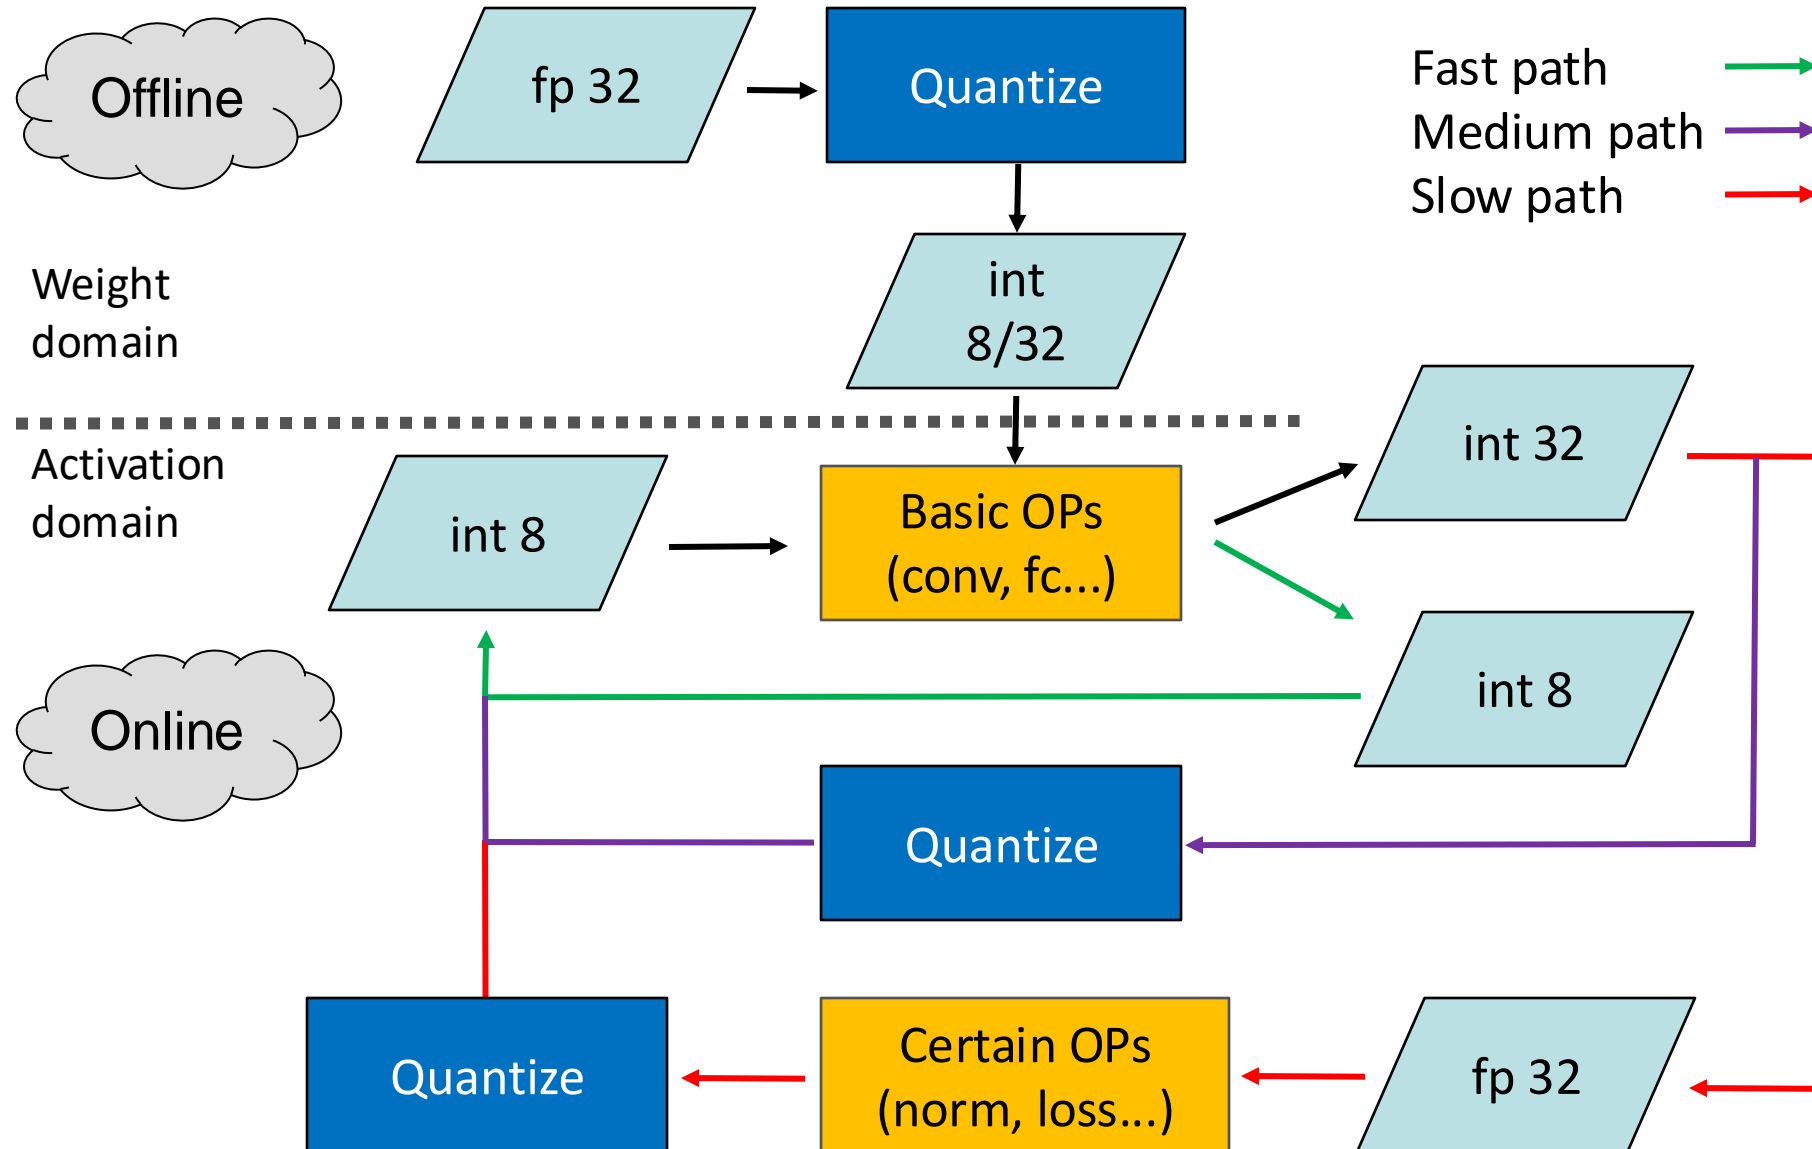 Offline
fp 32
Quantize
Fast path
Medium path
Slow path
Weight
domain
int
8/32
Activation
domain
int 8
Basic OPs
(conv, fc...)
int 32
int 8
Online
Quantize
Quantize
Certain OPs
(norm, loss...)
fp 32